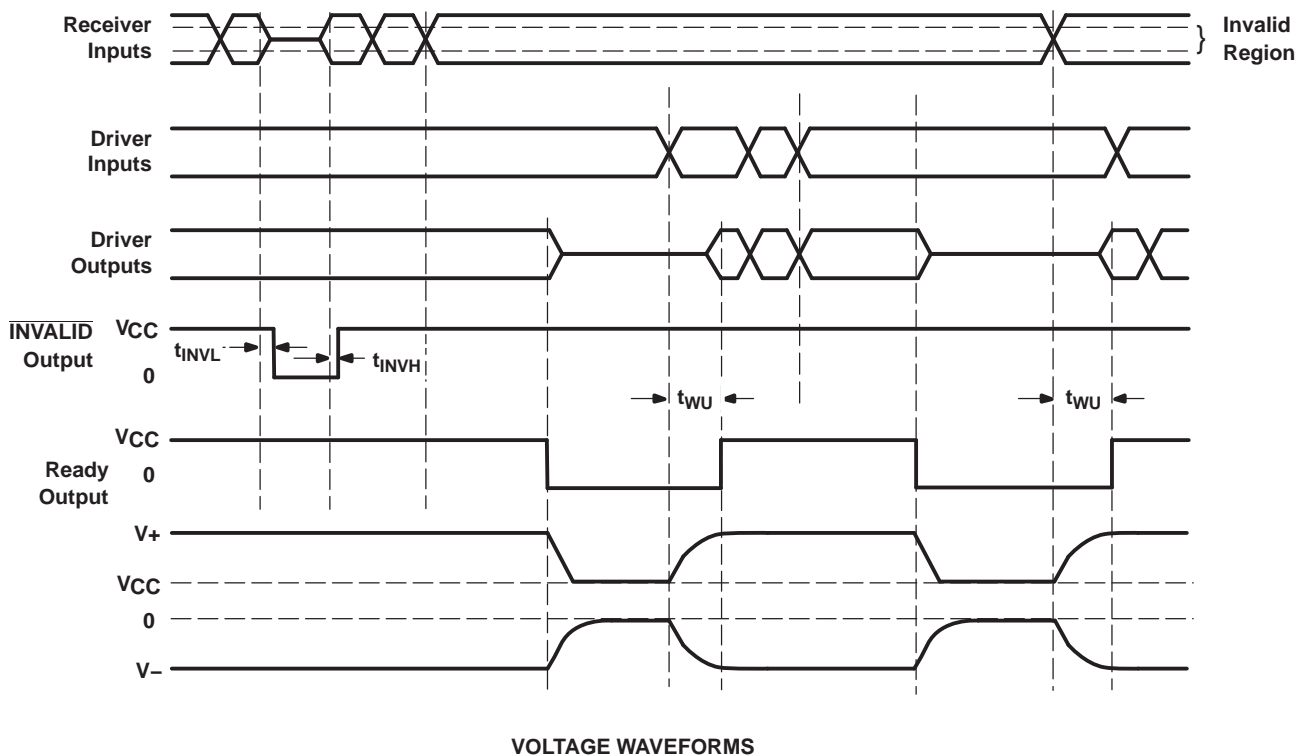 Receiver
Inputs
} Invalid
Region
Driver
Inputs
Driver
Outputs
INVALID
Output
VCC
0
tINVL
tINVH
tWU
tWU
Ready
Output
VCC
0
V+
VCC
0
V–
VOLTAGE WAVEFORMS